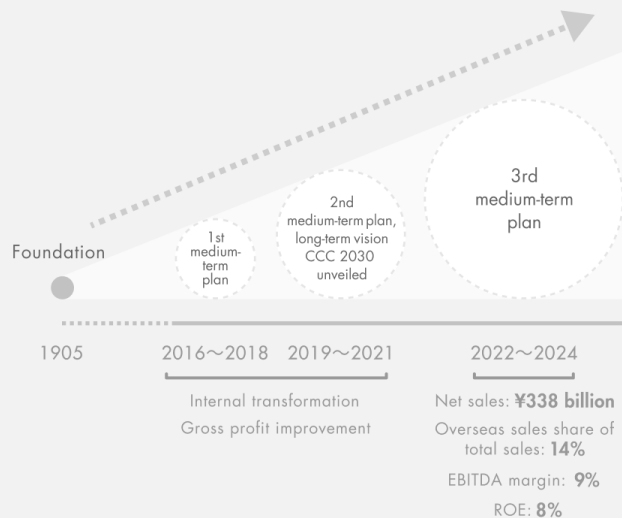 3rd
medium-term
plan
2nd
medium-term plan,
long-term vision
CCC 2030
unveiled
1st
medium-
term
plan
Foundation
1905
2016～2018
2019～2021
2022～2024
Internal transformation
Gross profit improvement
Net sales: ¥338 billion
Overseas sales share of
total sales: 14%
EBITDA margin: 9%
ROE: 8%